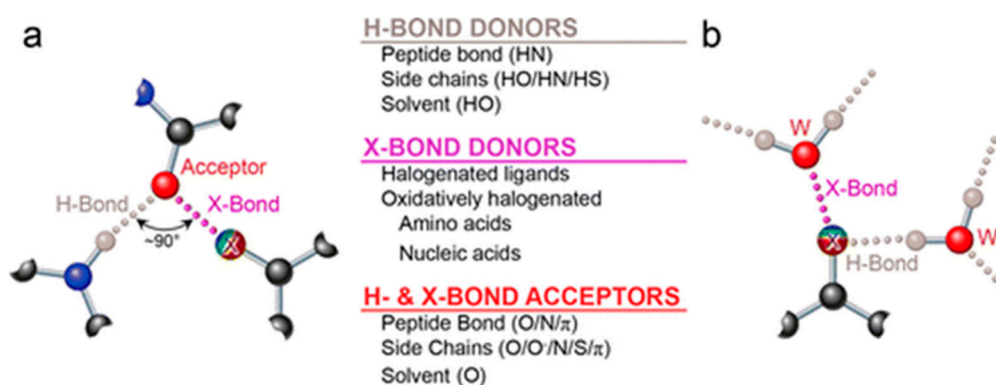 a
Acceptor
H-Bond
X-Bond
~90°
X
H-BOND DONORS
Peptide bond (HN)
Side chains (HO/HN/HS)
Solvent (HO)
X-BOND DONORS
Halogenated ligands
Oxidatively halogenated
Amino acids
Nucleic acids
H- & X-BOND ACCEPTORS
Peptide Bond (O/N/π)
Side Chains (O/O⁻/N/S/π)
Solvent (O)
b
W
X-Bond
W
X
H-Bond